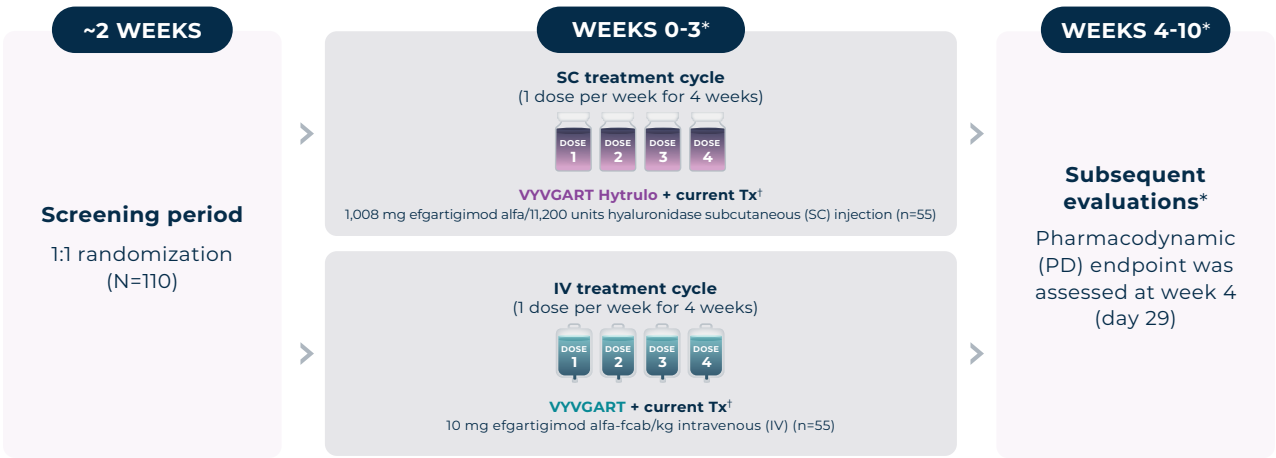 ~2 WEEKS
Screening period
1:1 randomization
(N=110)
WEEKS 0-3*
SC treatment cycle
(1 dose per week for 4 weeks)
DOSE 1
DOSE 2
DOSE 3
DOSE 4
VYVGART Hytrulo + current Tx†
1,008 mg efgartigimod alfa/11,200 units hyaluronidase subcutaneous (SC) injection (n=55)
IV treatment cycle
(1 dose per week for 4 weeks)
DOSE 1
DOSE 2
DOSE 3
DOSE 4
VYVGART + current Tx†
10 mg efgartigimod alfa-fcab/kg intravenous (IV) (n=55)
WEEKS 4-10*
Subsequent
evaluations*
Pharmacodynamic
(PD) endpoint was
assessed at week 4
(day 29)